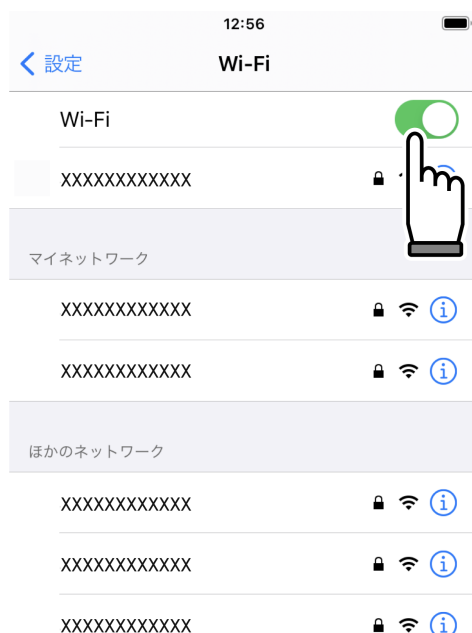 12:56
設定
Wi-Fi
Wi-Fi
XXXXXXXXXXXX
マイネットワーク
XXXXXXXXXXXX
XXXXXXXXXXXX
ほかのネットワーク
XXXXXXXXXXXX
XXXXXXXXXXXX
XXXXXXXXXXXX